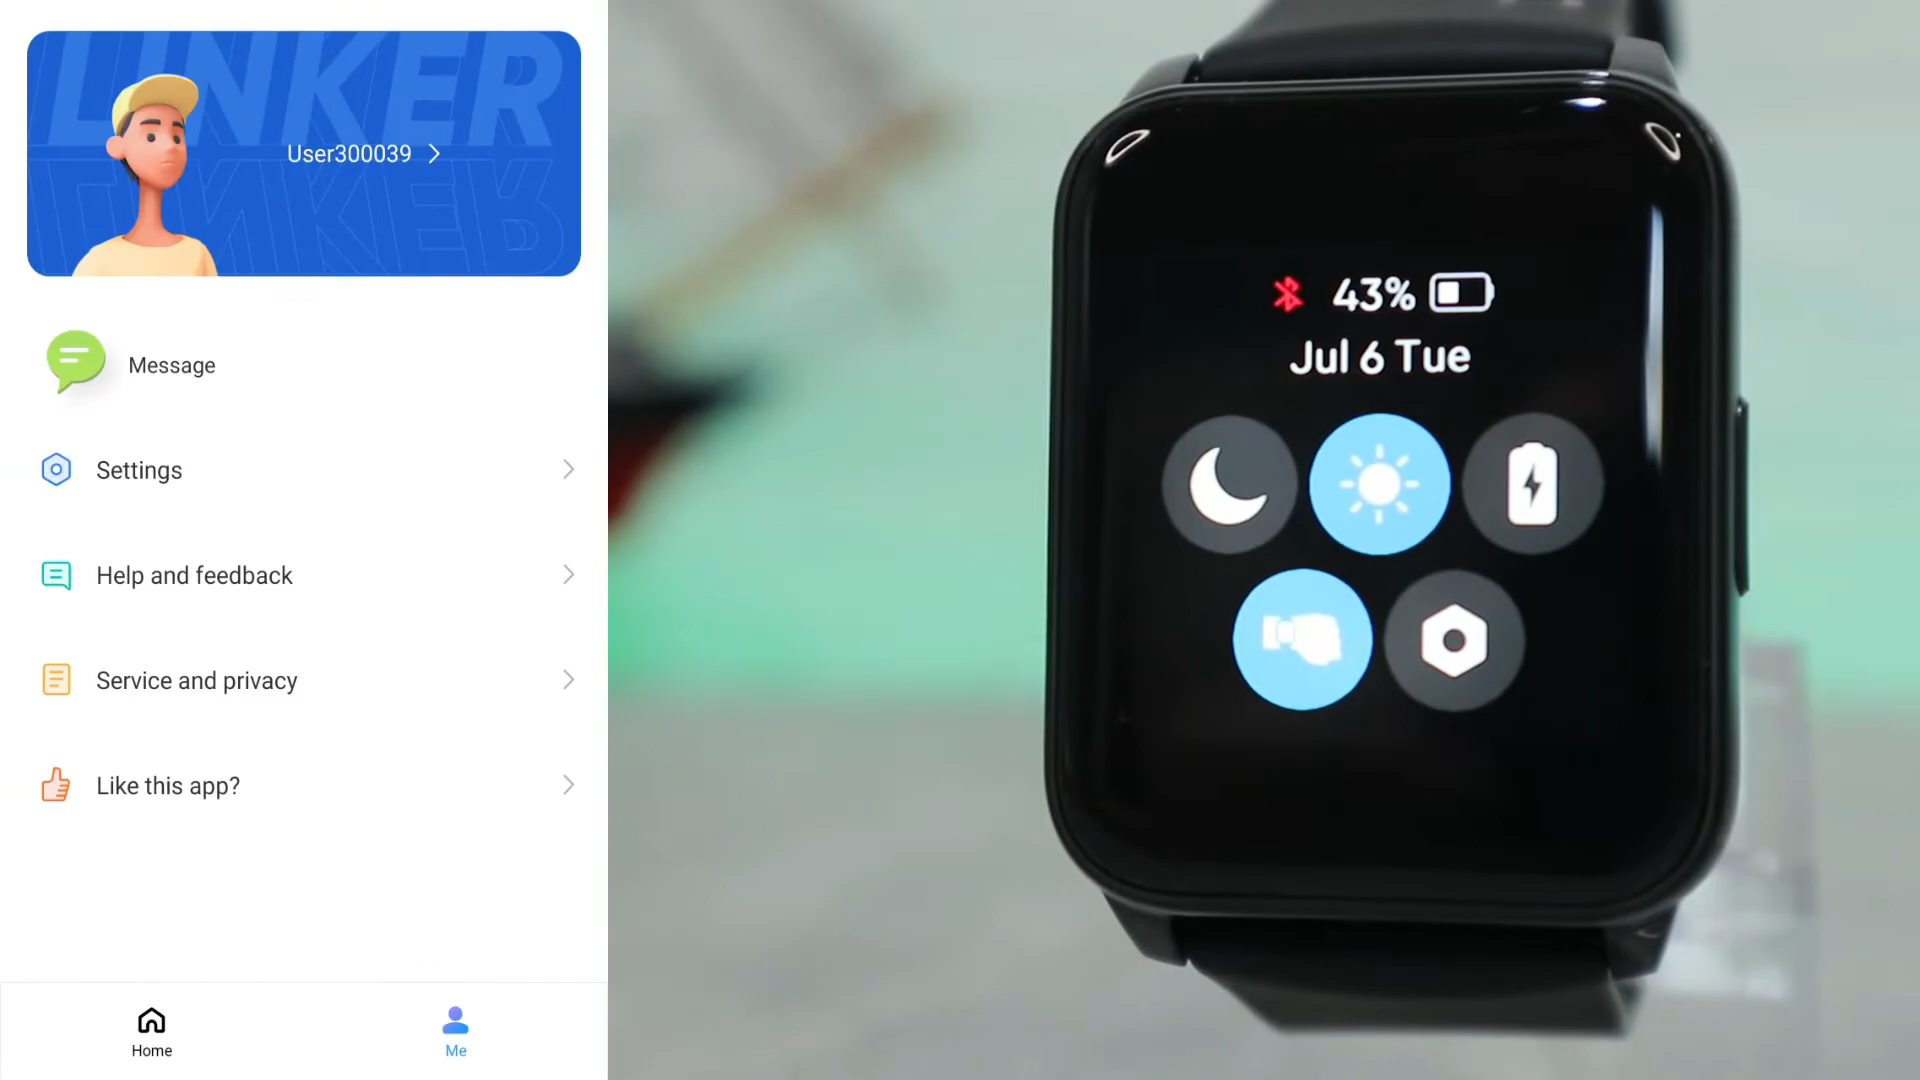 LINKER
User300039
Message
Settings
Help and feedback
Service and privacy
Like this app?
Home
Me
43%
Jul 6 Tue